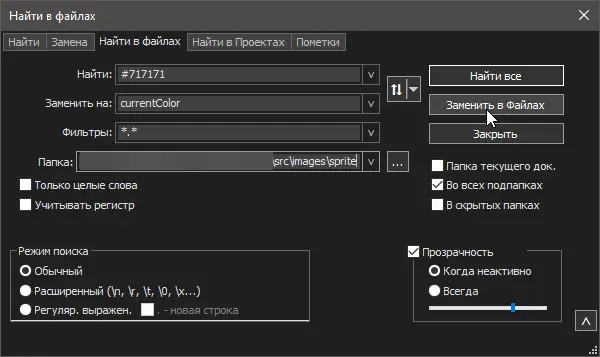 Найти в файлах
Найти Замена Найти в файлах Найти в Проектах Пометки
Найти: #717171
Найти все
Заменить на: currentColor
Заменить в Файлах
Фильтры: *.*
Закрыть
Папка: \src\images\sprite ...
Папка текущего док.
Только целые слова
Во всех подпапках
Учитывать регистр
В скрытых папках
Режим поиска
Обычный
Расширенный (\n, \r, \t, \0, \x...)
Регуляр. выражен. . - новая строка
Прозрачность
Когда неактивно
Всегда